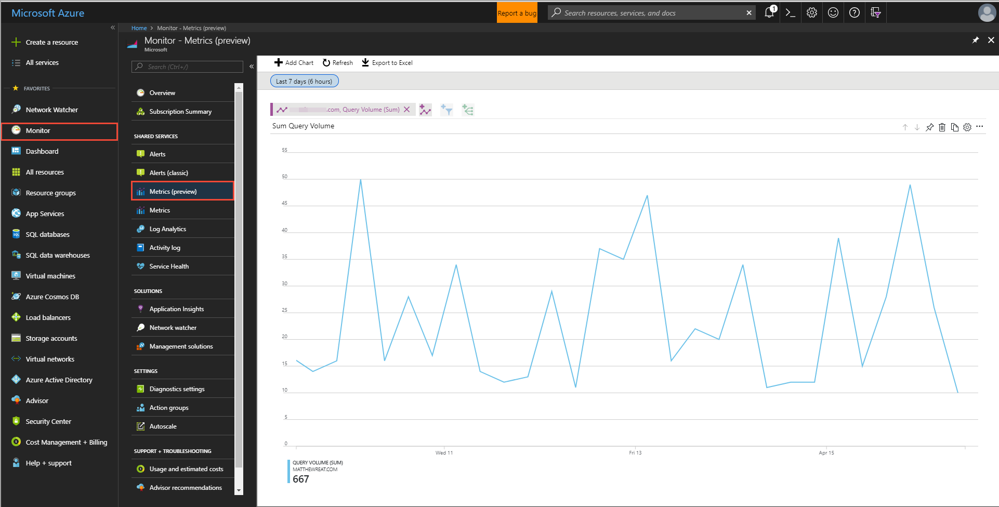 Microsoft Azure
Report a bug
Search resources, services, and docs
1
Home > Monitor - Metrics (preview)
Monitor - Metrics (preview)
Microsoft
Create a resource
All services
FAVORITES
Network Watcher
Monitor
Dashboard
All resources
Resource groups
App Services
SQL databases
SQL data warehouses
Virtual machines
Azure Cosmos DB
Load balancers
Storage accounts
Virtual networks
Azure Active Directory
Advisor
Security Center
Cost Management + Billing
Help + support
Search (Ctrl+/)
Overview
Subscription Summary
SHARED SERVICES
Alerts
Alerts (classic)
Metrics (preview)
Metrics
Log Analytics
Activity log
Service Health
SOLUTIONS
Application Insights
Network watcher
Management solutions
SETTINGS
Diagnostics settings
Action groups
Autoscale
SUPPORT + TROUBLESHOOTING
Usage and estimated costs
Advisor recommendations
Add Chart Refresh Export to Excel
Last 7 days (6 hours)
.com, Query Volume (Sum)
Sum Query Volume
55
50
45
40
35
30
25
20
15
10
5
0
Wed 11 Fri 13 Apr 15
QUERY VOLUME (SUM)
MATTHEWREAT.COM
667